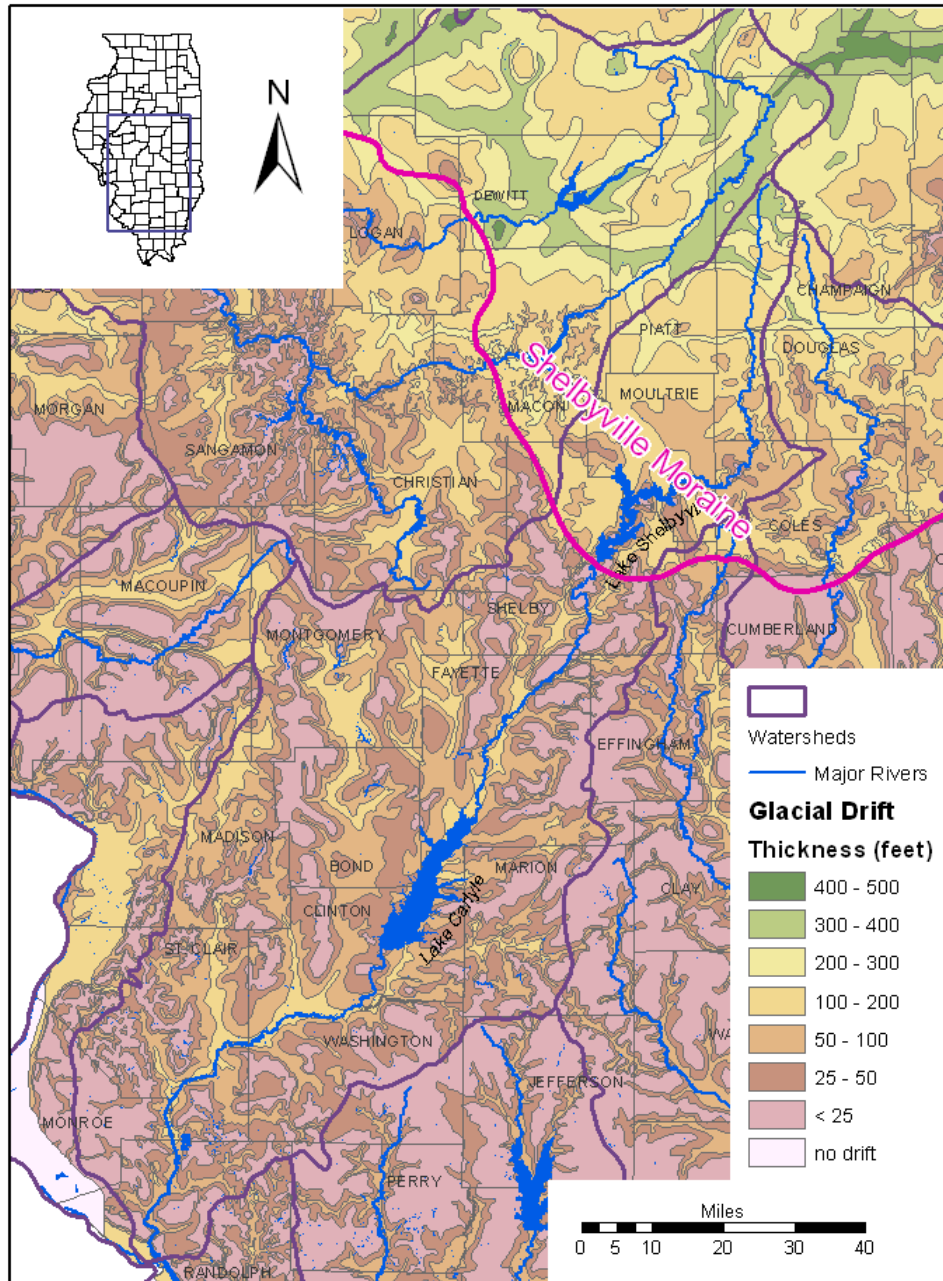 N
DEWITT
LOGAN
CHAMPAIGN
PIATT
DOUGLAS
Shelbyville Moraine
MOULTRIE
MORGAN
MACON
SANGAMON
CHRISTIAN
COLES
Lake Shelbyville
MACOUPIN
SHELBY
MONTGOMERY
CUMBERLAND
FAYETTE
EFFINGHAM
MADISON
BOND
MARION
CLAY
CLINTON
Lake Carlyle
ST. CLAIR
WA
WASHINGTON
JEFFERSON
MONROE
PERRY
RANDOLPH
Watersheds
Major Rivers
Glacial Drift
Thickness (feet)
400 - 500
300 - 400
200 - 300
100 - 200
50 - 100
25 - 50
< 25
no drift
Miles
0 5 10 20 30 40